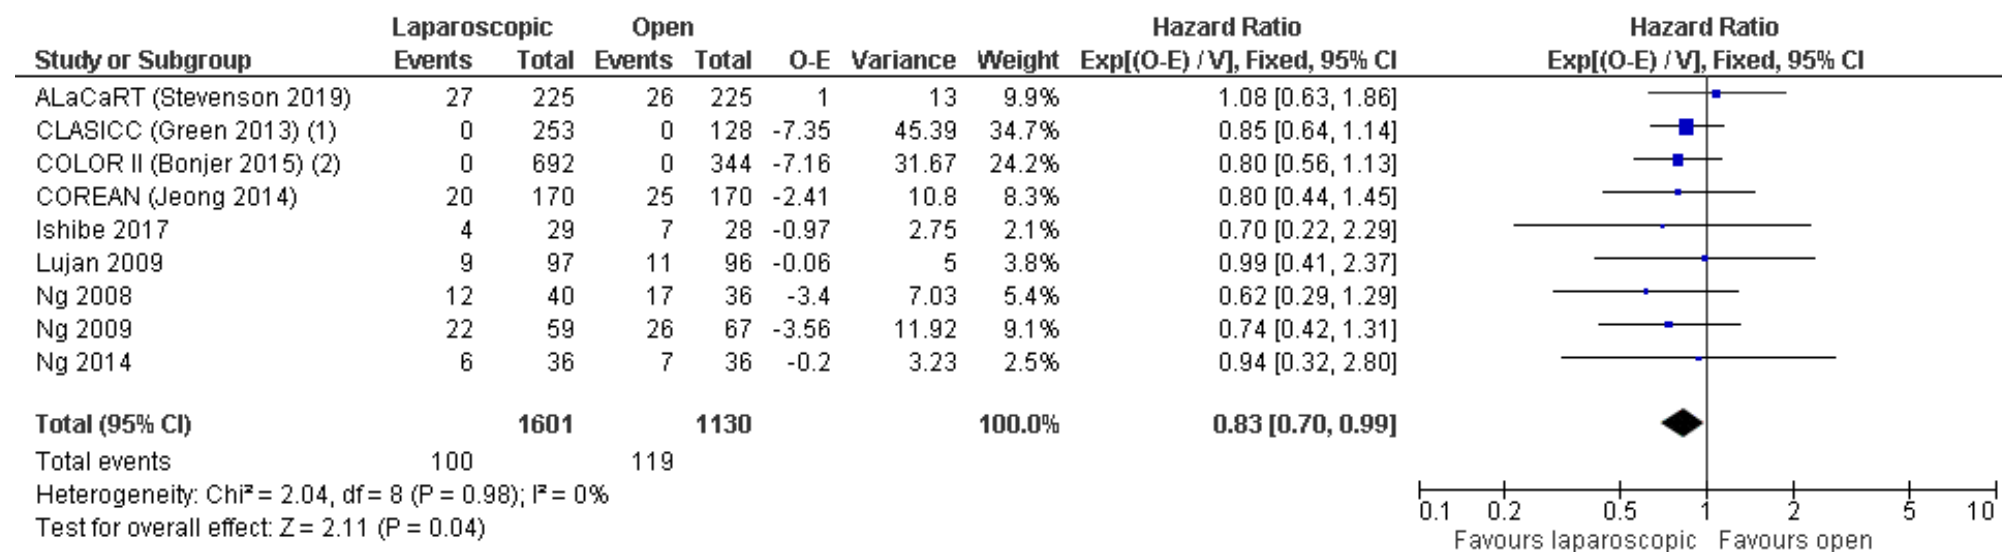 Laparoscopic Open Hazard Ratio Hazard Ratio
Study or Subgroup Events Total Events Total O-E Variance Weight Exp[(O-E) / V], Fixed, 95% CI Exp[(O-E) / V], Fixed, 95% CI
ALaCaRT (Stevenson 2019) 27 225 26 225 1 13 9.9% 1.08 [0.63, 1.86]
CLASICC (Green 2013) (1) 0 253 0 128 -7.35 45.39 34.7% 0.85 [0.64, 1.14]
COLOR II (Bonjer 2015) (2) 0 692 0 344 -7.16 31.67 24.2% 0.80 [0.56, 1.13]
COREAN (Jeong 2014) 20 170 25 170 -2.41 10.8 8.3% 0.80 [0.44, 1.45]
Ishibe 2017 4 29 7 28 -0.97 2.75 2.1% 0.70 [0.22, 2.29]
Lujan 2009 9 97 11 96 -0.06 5 3.8% 0.99 [0.41, 2.37]
Ng 2008 12 40 17 36 -3.4 7.03 5.4% 0.62 [0.29, 1.29]
Ng 2009 22 59 26 67 -3.56 11.92 9.1% 0.74 [0.42, 1.31]
Ng 2014 6 36 7 36 -0.2 3.23 2.5% 0.94 [0.32, 2.80]
Total (95% CI) 1601 1130 100.0% 0.83 [0.70, 0.99]
Total events 100 119
Heterogeneity: Chi² = 2.04, df = 8 (P = 0.98); I² = 0%
Test for overall effect: Z = 2.11 (P = 0.04)
0.1 0.2 0.5 1 2 5 10
Favours laparoscopic Favours open